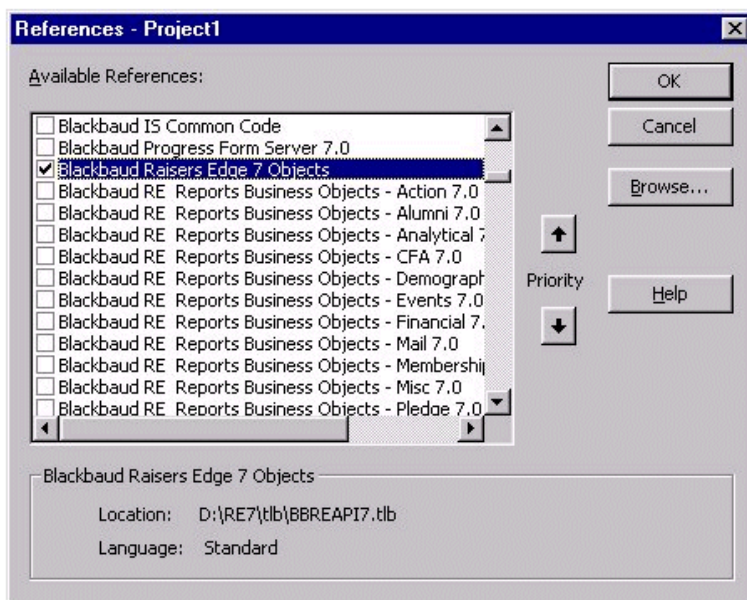 References - Project1
Available References:
Blackbaud IS Common Code
Blackbaud Progress Form Server 7.0
Blackbaud Raisers Edge 7 Objects
Blackbaud RE Reports Business Objects - Action 7.0
Blackbaud RE Reports Business Objects - Alumni 7.0
Blackbaud RE Reports Business Objects - Analytical 7
Blackbaud RE Reports Business Objects - CFA 7.0
Blackbaud RE Reports Business Objects - Demograph
Blackbaud RE Reports Business Objects - Events 7.0
Blackbaud RE Reports Business Objects - Financial 7.
Blackbaud RE Reports Business Objects - Mail 7.0
Blackbaud RE Reports Business Objects - Membershi
Blackbaud RE Reports Business Objects - Misc 7.0
Blackbaud RE Reports Business Objects - Pledge 7.0
Priority
OK
Cancel
Browse...
Help
Blackbaud Raisers Edge 7 Objects
Location: D:\RE7\tlb\BBREAPI7.tlb
Language: Standard